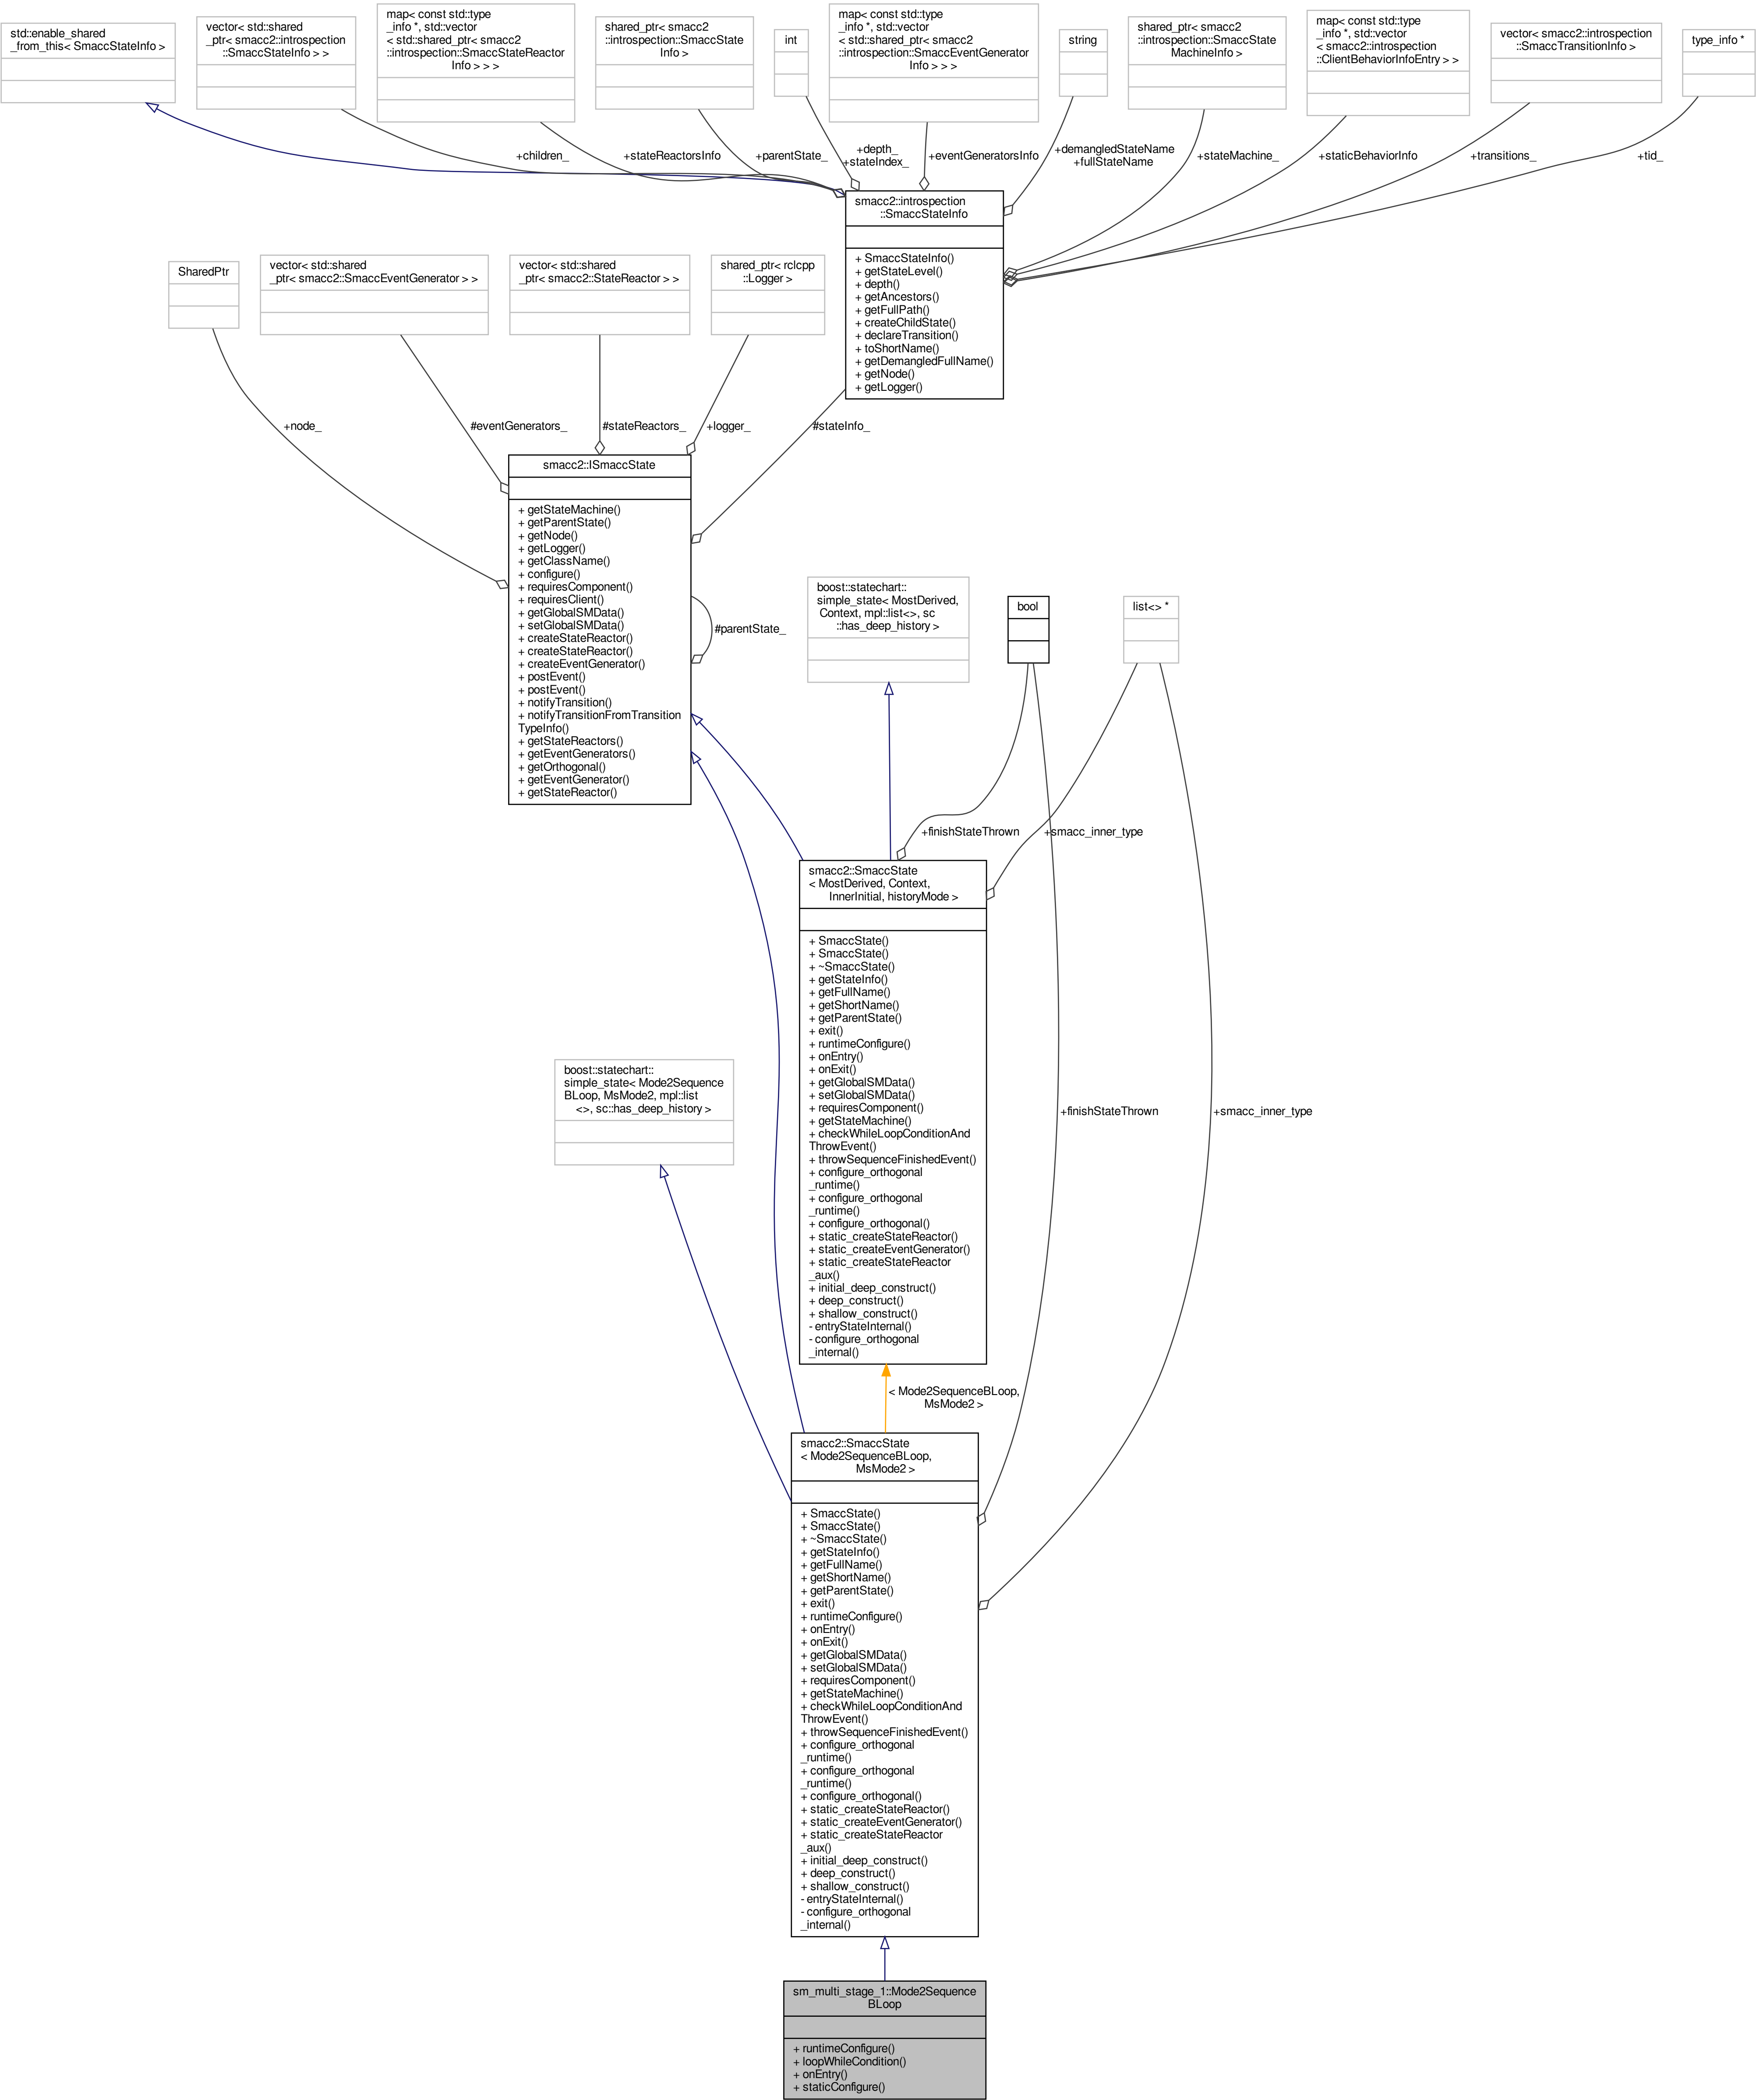 std::enable_shared
_from_this< SmaccStateInfo >
vector< std::shared
_ptr< smacc2::introspection
::SmaccStateInfo > >
map< const std::type
_info *, std::vector
< std::shared_ptr< smacc2
::introspection::SmaccStateReactor
Info > > >
shared_ptr< smacc2
::introspection::SmaccState
Info >
int
map< const std::type
_info *, std::vector
< std::shared_ptr< smacc2
::introspection::SmaccEventGenerator
Info > > >
string
shared_ptr< smacc2
::introspection::SmaccState
MachineInfo >
map< const std::type
_info *, std::vector
< smacc2::introspection
::ClientBehaviorInfoEntry > >
vector< smacc2::introspection
::SmaccTransitionInfo >
type_info *
+children_
+stateReactorsInfo
+parentState_
+depth_
+stateIndex_
+eventGeneratorsInfo
+demangledStateName
+fullStateName
+stateMachine_
+staticBehaviorInfo
+transitions_
+tid_
smacc2::introspection
::SmaccStateInfo
+ SmaccStateInfo()
+ getStateLevel()
+ depth()
+ getAncestors()
+ getFullPath()
+ createChildState()
+ declareTransition()
+ toShortName()
+ getDemangledFullName()
+ getNode()
+ getLogger()
SharedPtr
vector< std::shared
_ptr< smacc2::SmaccEventGenerator > >
vector< std::shared
_ptr< smacc2::StateReactor > >
shared_ptr< rclcpp
::Logger >
+node_
#eventGenerators_
#stateReactors_
+logger_
#stateInfo_
smacc2::ISmaccState
+ getStateMachine()
+ getParentState()
+ getNode()
+ getLogger()
+ getClassName()
+ configure()
+ requiresComponent()
+ requiresClient()
+ getGlobalSMData()
+ setGlobalSMData()
+ createStateReactor()
+ createStateReactor()
+ createEventGenerator()
+ postEvent()
+ postEvent()
+ notifyTransition()
+ notifyTransitionFromTransition
TypeInfo()
+ getStateReactors()
+ getEventGenerators()
+ getOrthogonal()
+ getEventGenerator()
+ getStateReactor()
#parentState_
boost::statechart::
simple_state< MostDerived,
Context, mpl::list<>, sc
::has_deep_history >
bool
list<> *
+finishStateThrown
+smacc_inner_type
smacc2::SmaccState
< MostDerived, Context,
InnerInitial, historyMode >
+ SmaccState()
+ SmaccState()
+ ~SmaccState()
+ getStateInfo()
+ getFullName()
+ getShortName()
+ getParentState()
+ exit()
+ runtimeConfigure()
+ onEntry()
+ onExit()
+ getGlobalSMData()
+ setGlobalSMData()
+ requiresComponent()
+ getStateMachine()
+ checkWhileLoopConditionAnd
ThrowEvent()
+ throwSequenceFinishedEvent()
+ configure_orthogonal
_runtime()
+ configure_orthogonal
_runtime()
+ configure_orthogonal()
+ static_createStateReactor()
+ static_createEventGenerator()
+ static_createStateReactor
_aux()
+ initial_deep_construct()
+ deep_construct()
+ shallow_construct()
- entryStateInternal()
- configure_orthogonal
_internal()
boost::statechart::
simple_state< Mode2Sequence
BLoop, MsMode2, mpl::list
<>, sc::has_deep_history >
+finishStateThrown
+smacc_inner_type
< Mode2SequenceBLoop,
MsMode2 >
smacc2::SmaccState
< Mode2SequenceBLoop,
MsMode2 >
+ SmaccState()
+ SmaccState()
+ ~SmaccState()
+ getStateInfo()
+ getFullName()
+ getShortName()
+ getParentState()
+ exit()
+ runtimeConfigure()
+ onEntry()
+ onExit()
+ getGlobalSMData()
+ setGlobalSMData()
+ requiresComponent()
+ getStateMachine()
+ checkWhileLoopConditionAnd
ThrowEvent()
+ throwSequenceFinishedEvent()
+ configure_orthogonal
_runtime()
+ configure_orthogonal
_runtime()
+ configure_orthogonal()
+ static_createStateReactor()
+ static_createEventGenerator()
+ static_createStateReactor
_aux()
+ initial_deep_construct()
+ deep_construct()
+ shallow_construct()
- entryStateInternal()
- configure_orthogonal
_internal()
sm_multi_stage_1::Mode2Sequence
BLoop
+ runtimeConfigure()
+ loopWhileCondition()
+ onEntry()
+ staticConfigure()